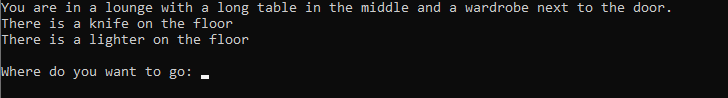 You are in a lounge with a long table in the middle and a wardrobe next to the door.
There is a knife on the floor
There is a lighter on the floor
Where do you want to go: